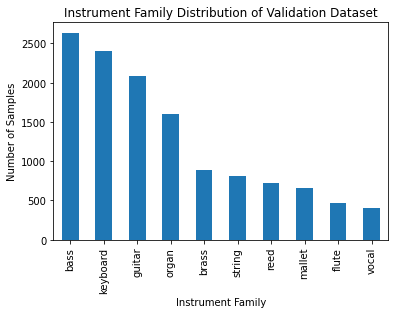 Instrument Family Distribution of Validation Dataset
Number of Samples
2500
2000
1500
1000
500
0
bass
keyboard
guitar
organ
brass
string
reed
mallet
flute
vocal
Instrument Family